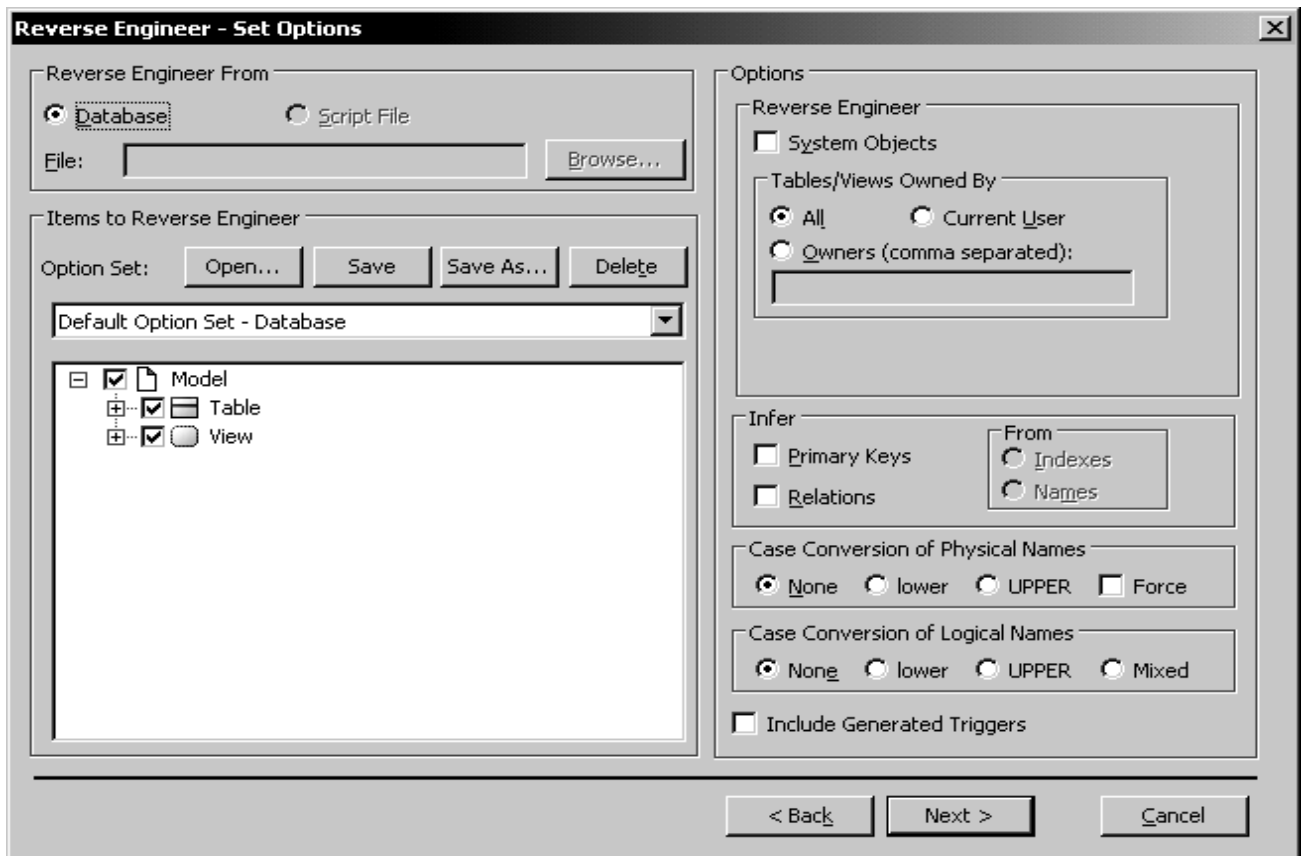 Reverse Engineer - Set Options
Reverse Engineer From
Database Script File
File: Browse...
Items to Reverse Engineer
Option Set: Open... Save Save As... Delete
Default Option Set - Database
Model
Table
View
Options
Reverse Engineer
System Objects
Tables/Views Owned By
All Current User
Owners (comma separated):
Infer
Primary Keys
Relations
From
Indexes
Names
Case Conversion of Physical Names
None lower UPPER Force
Case Conversion of Logical Names
None lower UPPER Mixed
Include Generated Triggers
< Back Next > Cancel